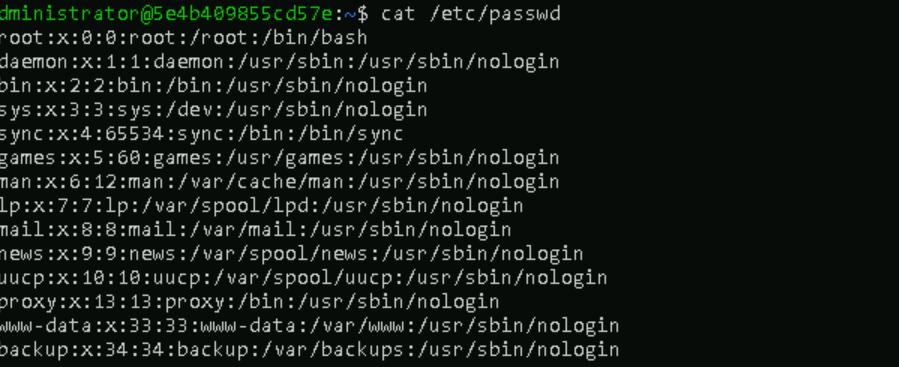 dministrator@5e4b409855cd57e:~$ cat /etc/passwd
root:x:0:0:root:/root:/bin/bash
daemon:x:1:1:daemon:/usr/sbin:/usr/sbin/nologin
bin:x:2:2:bin:/bin:/usr/sbin/nologin
sys:x:3:3:sys:/dev:/usr/sbin/nologin
sync:x:4:65534:sync:/bin:/bin/sync
games:x:5:60:games:/usr/games:/usr/sbin/nologin
man:x:6:12:man:/var/cache/man:/usr/sbin/nologin
lp:x:7:7:lp:/var/spool/lpd:/usr/sbin/nologin
mail:x:8:8:mail:/var/mail:/usr/sbin/nologin
news:x:9:9:news:/var/spool/news:/usr/sbin/nologin
uucp:x:10:10:uucp:/var/spool/uucp:/usr/sbin/nologin
proxy:x:13:13:proxy:/bin:/usr/sbin/nologin
www-data:x:33:33:www-data:/var/www:/usr/sbin/nologin
backup:x:34:34:backup:/var/backups:/usr/sbin/nologin